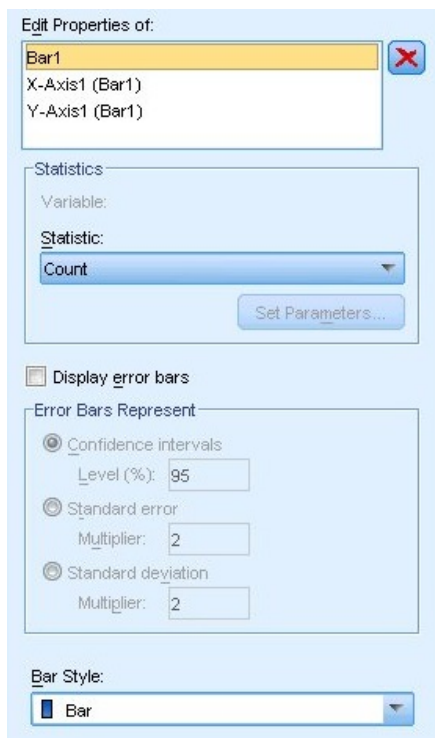 Edit Properties of:
Bar1
X-Axis1 (Bar1)
Y-Axis1 (Bar1)
Statistics
Variable:
Statistic:
Count
Set Parameters...
Display error bars
Error Bars Represent
Confidence intervals
Level (%): 95
Standard error
Multiplier: 2
Standard deviation
Multiplier: 2
Bar Style:
Bar